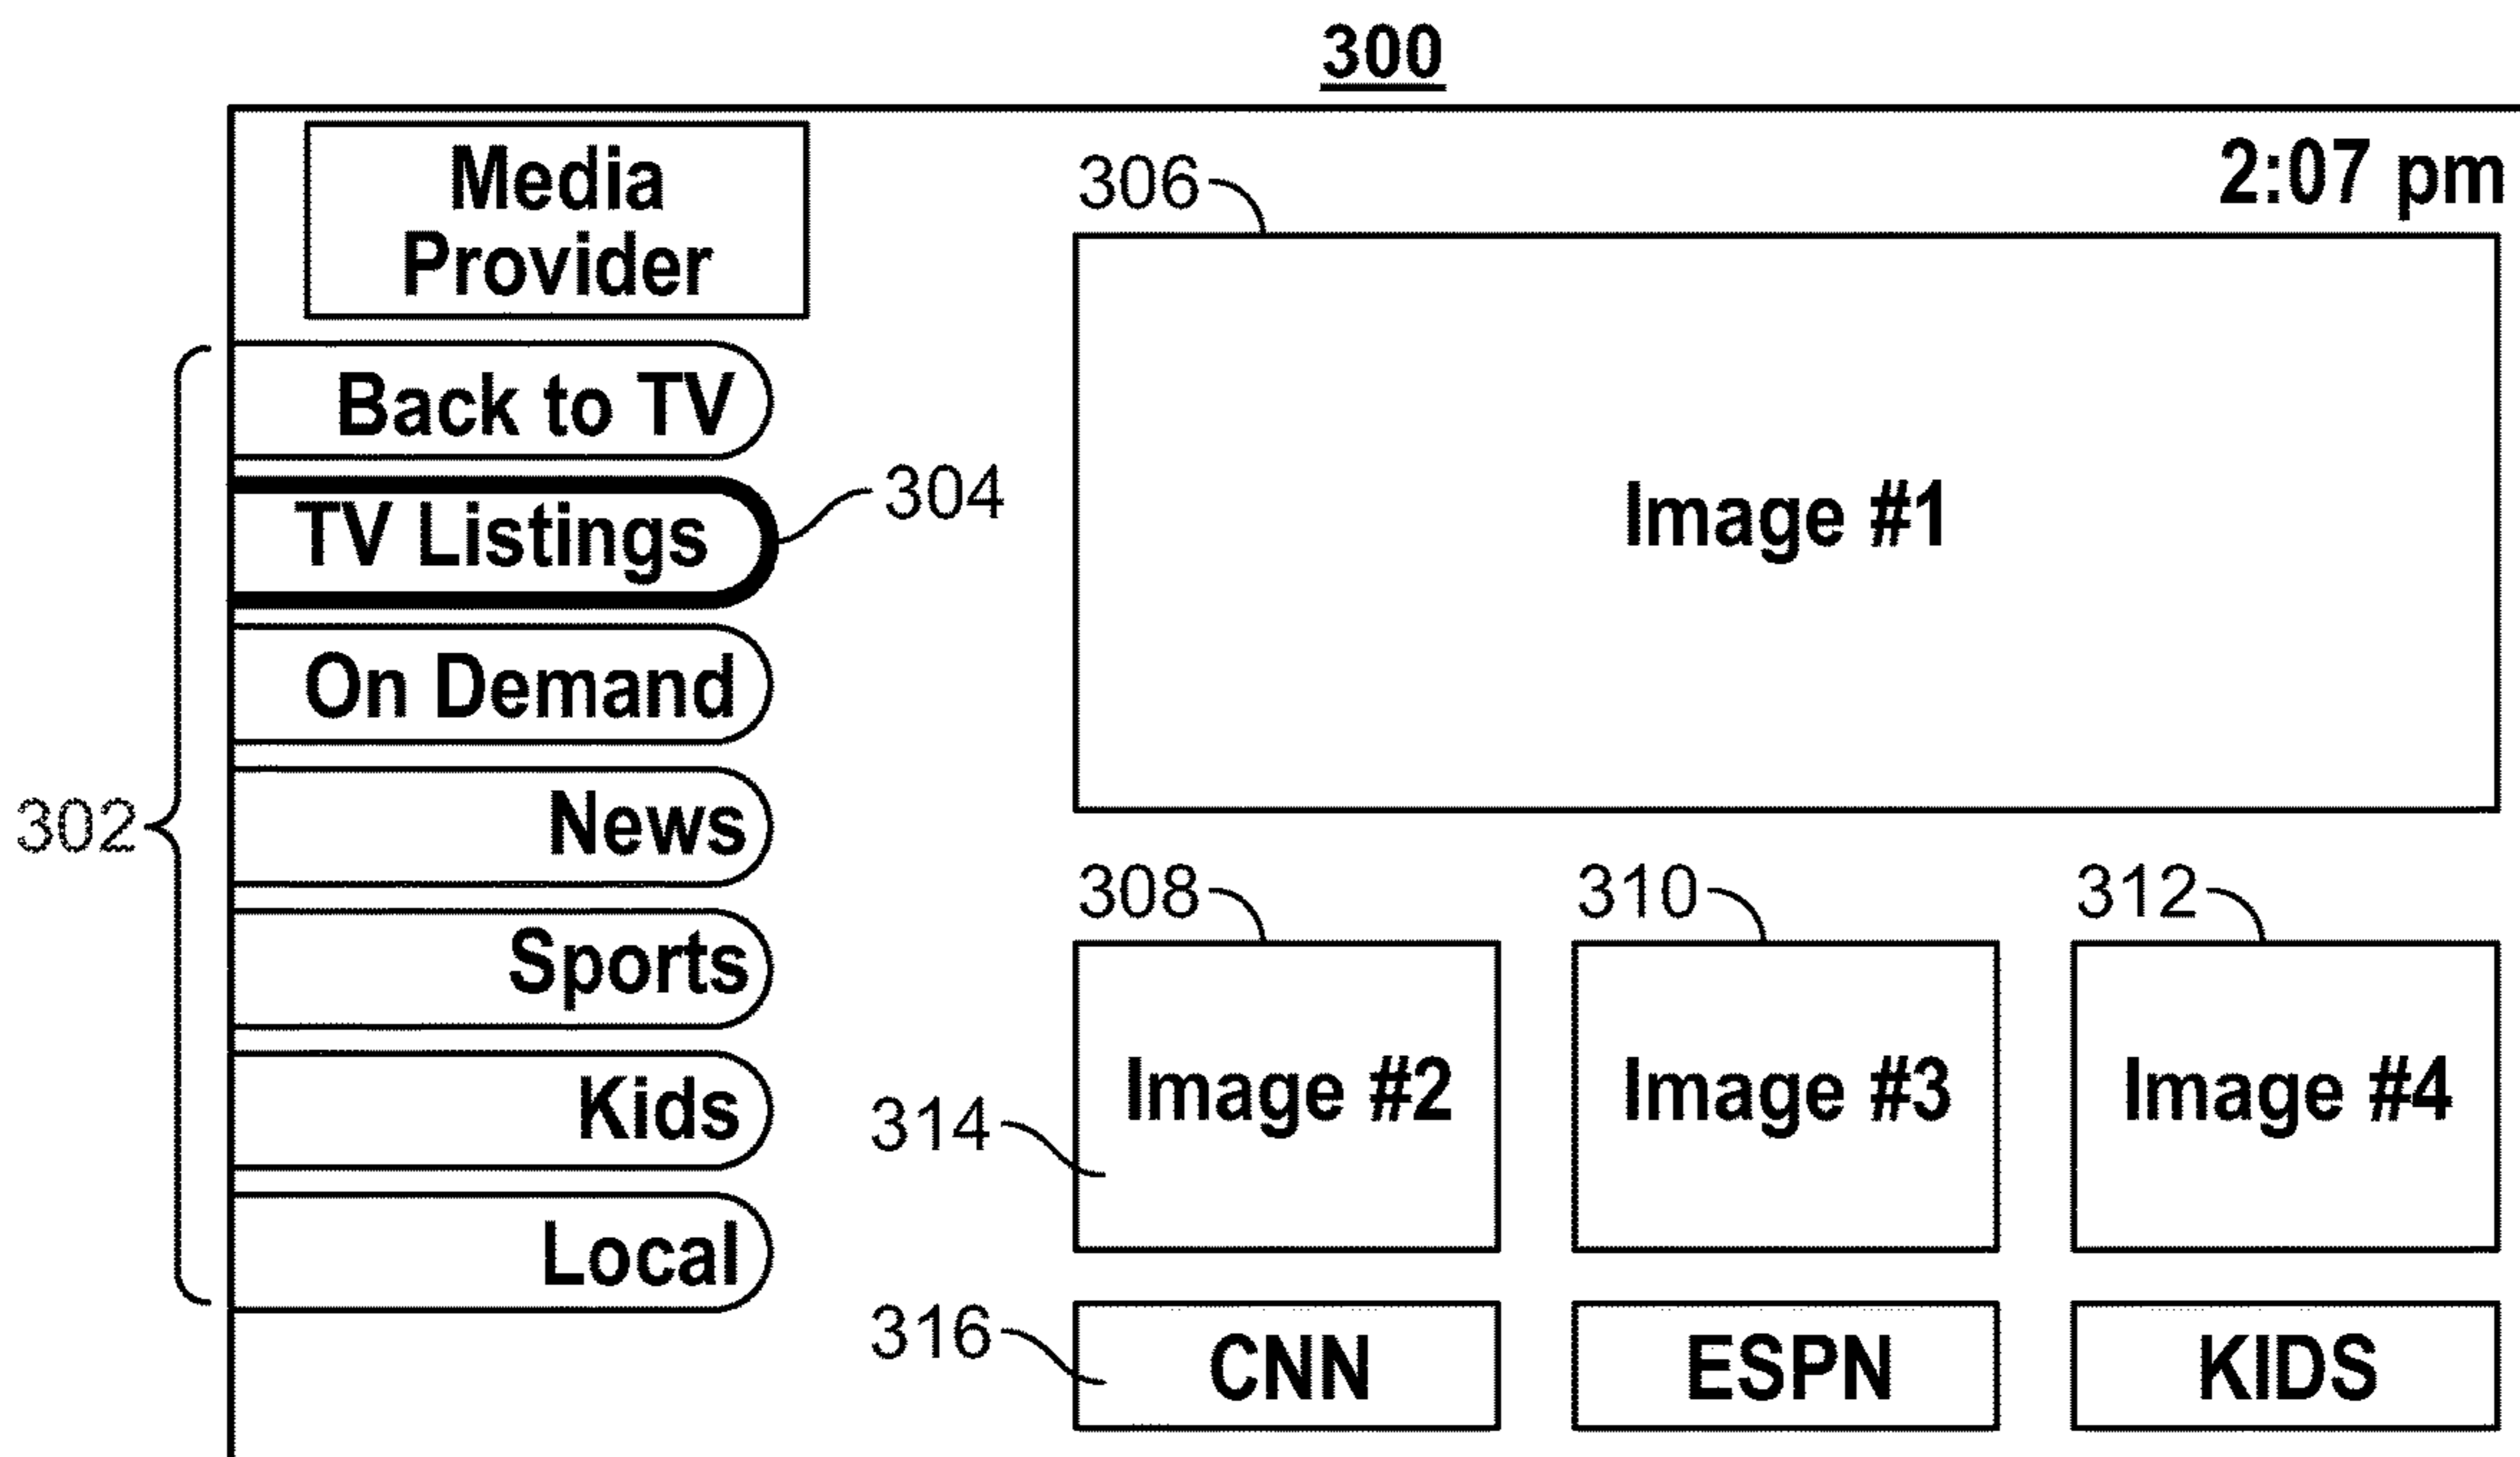 300
Media
Provider
2:07 pm
306
Back to TV
TV Listings
304
On Demand
News
Sports
Kids
Local
302
Image #1
308
310
312
Image #2
Image #3
Image #4
314
316
CNN
ESPN
KIDS